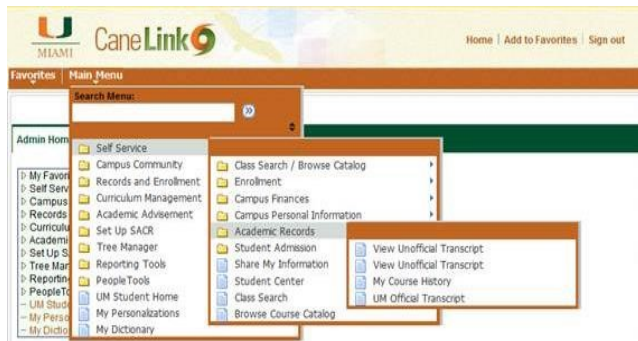 U
MIAMI
CaneLink
Home | Add to Favorites | Sign out
Favorites | Main Menu
Search Menu:
Admin Hom
Self Service
Campus Community
Records and Enrollment
Curriculum Management
Academic Advisement
Set Up SACR
Tree Manager
Reporting Tools
PeopleTools
UM Student Home
My Personalizations
My Dictionary
Class Search / Browse Catalog
Enrollment
Campus Finances
Campus Personal Information
Academic Records
Student Admission
Share My Information
Student Center
Class Search
Browse Course Catalog
View Unofficial Transcript
View Unofficial Transcript
My Course History
UM Official Transcript
My Favori
Self Serv
Campus
Records
Curriculu
Academi
Set Up S
Tree Man
Reportin
PeopleTo
UM Stude
My Perso
My Dictio